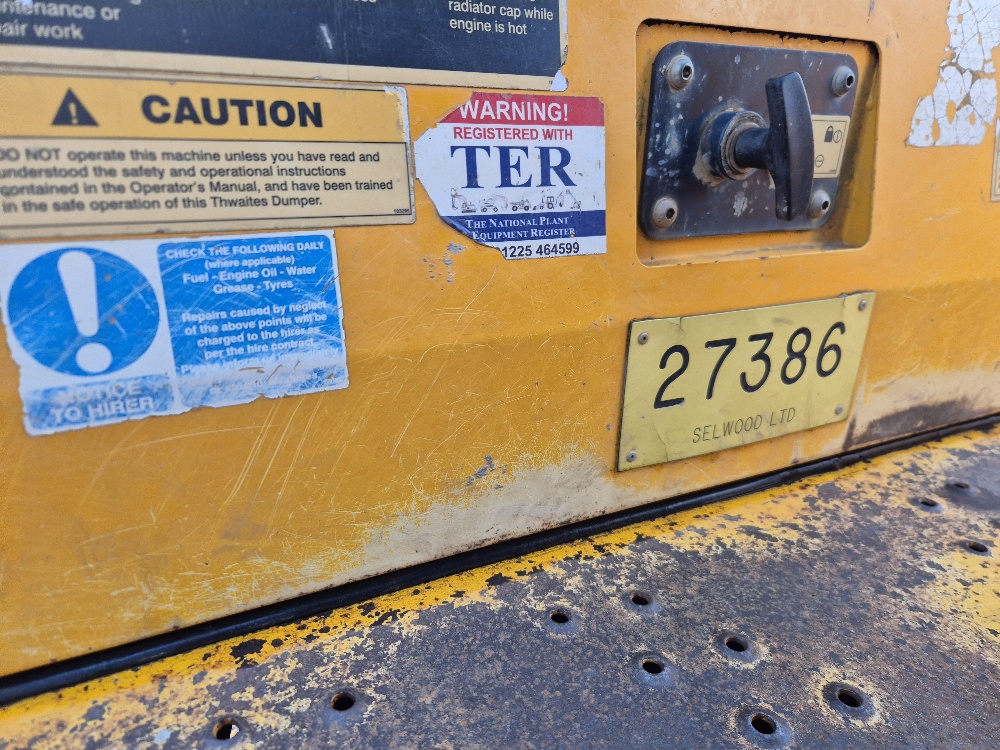 radiator cap while
engine is hot
or
work
CAUTION
DO NOT operate this machine unless you have read and
understood the safety and operational instructions
contained in the Operator's Manual, and have been trained
in the safe operation of this Thwaites Dumper.
WARNING!
REGISTERED WITH
TER
THE NATIONAL PLANT
EQUIPMENT REGISTER
01225 464599
CHECK THE FOLLOWING DAILY
(where applicable)
Fuel - Engine Oil - Water
Grease - Tyres
Repairs caused by neglect
of the above points will be
charged to the hirer as
per the hire contract.
NOTICE
TO HIRER
27386
SELWOOD LTD